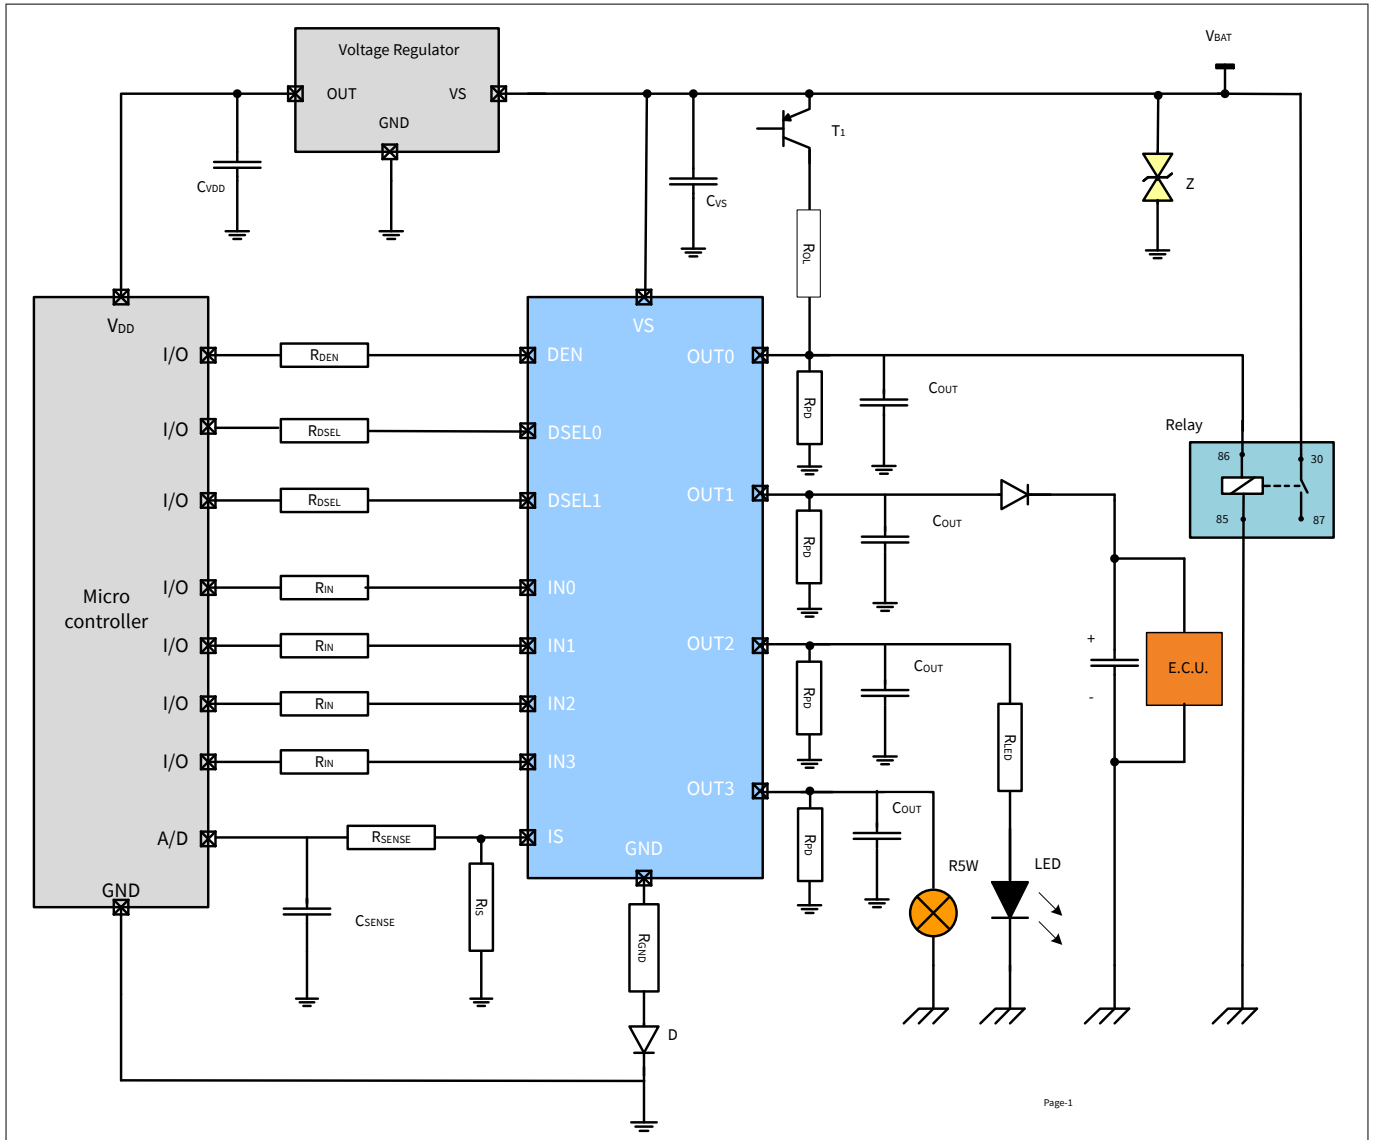 Voltage Regulator
OUT
VS
GND
VBAT
T1
CVDD
CVS
Z
ROL
VDD
VS
I/O
RDEN
DEN
OUT0
RPD
COUT
Relay
I/O
RDSEL
DSEL0
86
30
85
87
I/O
RDSEL
DSEL1
OUT1
RPD
COUT
I/O
RIN
IN0
Micro
controller
I/O
RIN
IN1
OUT2
RPD
COUT
+
-
E.C.U.
I/O
RIN
IN2
RLED
I/O
RIN
IN3
OUT3
RPD
COUT
A/D
RSENSE
IS
GND
R5W
LED
GND
CSENSE
RIS
RGND
D
Page-1